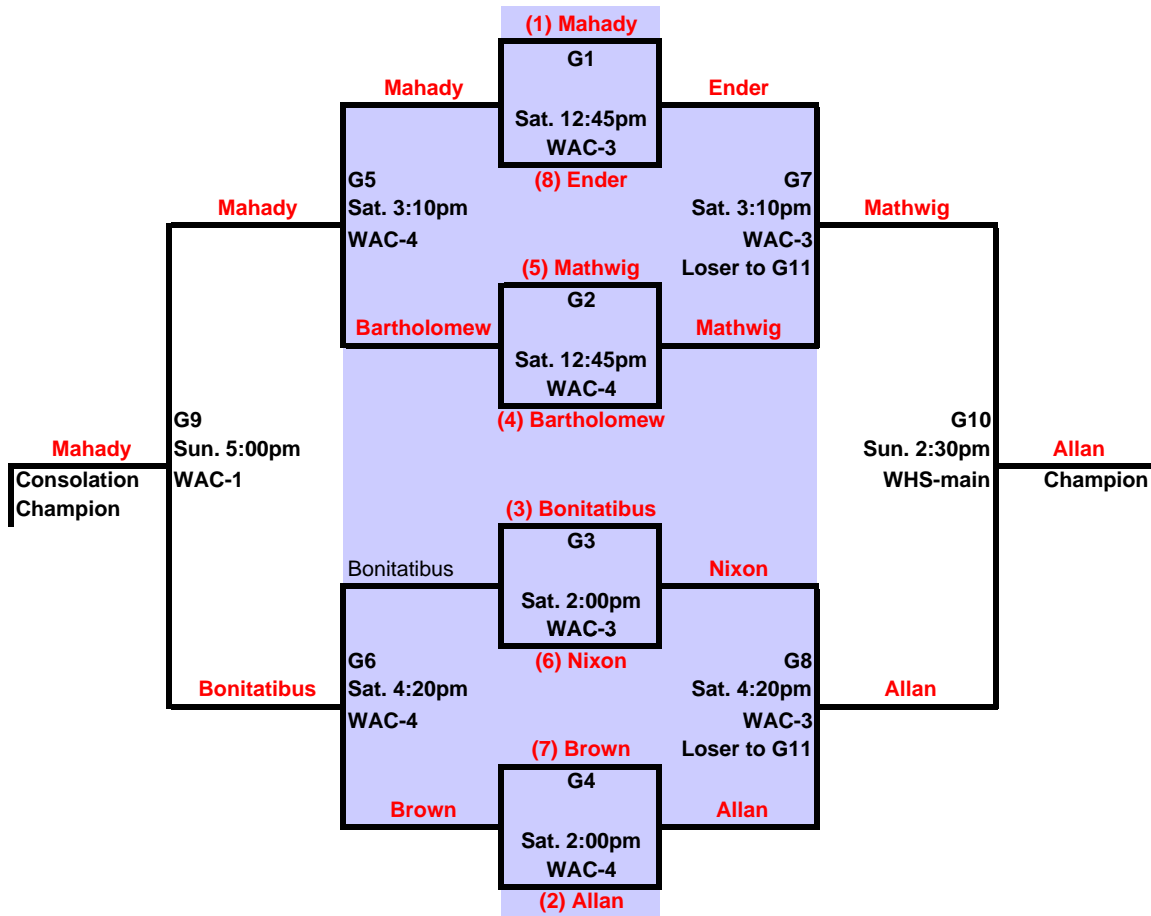 (1) Mahady
G1
Mahady
Ender
Sat. 12:45pm
WAC-3
(8) Ender
G5
G7
Mahady
Sat. 3:10pm
Sat. 3:10pm
Mathwig
WAC-4
WAC-3
(5) Mathwig
Loser to G11
G2
Bartholomew
Mathwig
Sat. 12:45pm
WAC-4
(4) Bartholomew
G9
G10
Mahady
Sun. 5:00pm
Sun. 2:30pm
Allan
Consolation
WAC-1
WHS-main
Champion
Champion
(3) Bonitatibus
G3
Bonitatibus
Nixon
Sat. 2:00pm
WAC-3
(6) Nixon
G6
G8
Bonitatibus
Sat. 4:20pm
Sat. 4:20pm
Allan
WAC-4
WAC-3
(7) Brown
Loser to G11
G4
Brown
Allan
Sat. 2:00pm
WAC-4
(2) Allan